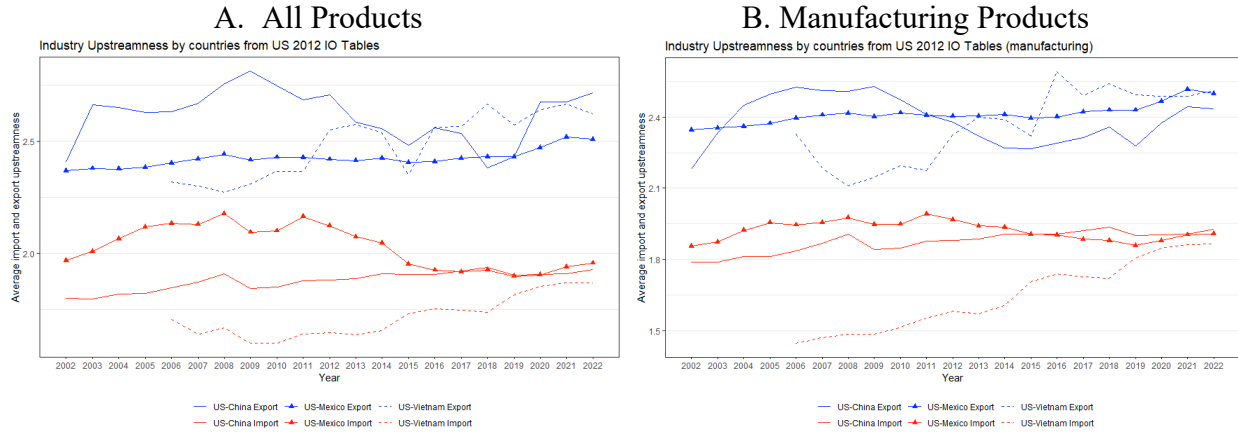 A. All Products
Industry Upstreamness by countries from US 2012 IO Tables
Average import and export upstreamness
2.5
2.0
2002 2003 2004 2005 2006 2007 2008 2009 2010 2011 2012 2013 2014 2015 2016 2017 2018 2019 2020 2021 2022
Year
US-China Export US-Mexico Export US-Vietnam Export
US-China Import US-Mexico Import US-Vietnam Import
B. Manufacturing Products
Industry Upstreamness by countries from US 2012 IO Tables (manufacturing)
Average import and export upstreamness
2.4
2.1
1.8
1.5
2002 2003 2004 2005 2006 2007 2008 2009 2010 2011 2012 2013 2014 2015 2016 2017 2018 2019 2020 2021 2022
Year
US-China Export US-Mexico Export US-Vietnam Export
US-China Import US-Mexico Import US-Vietnam Import